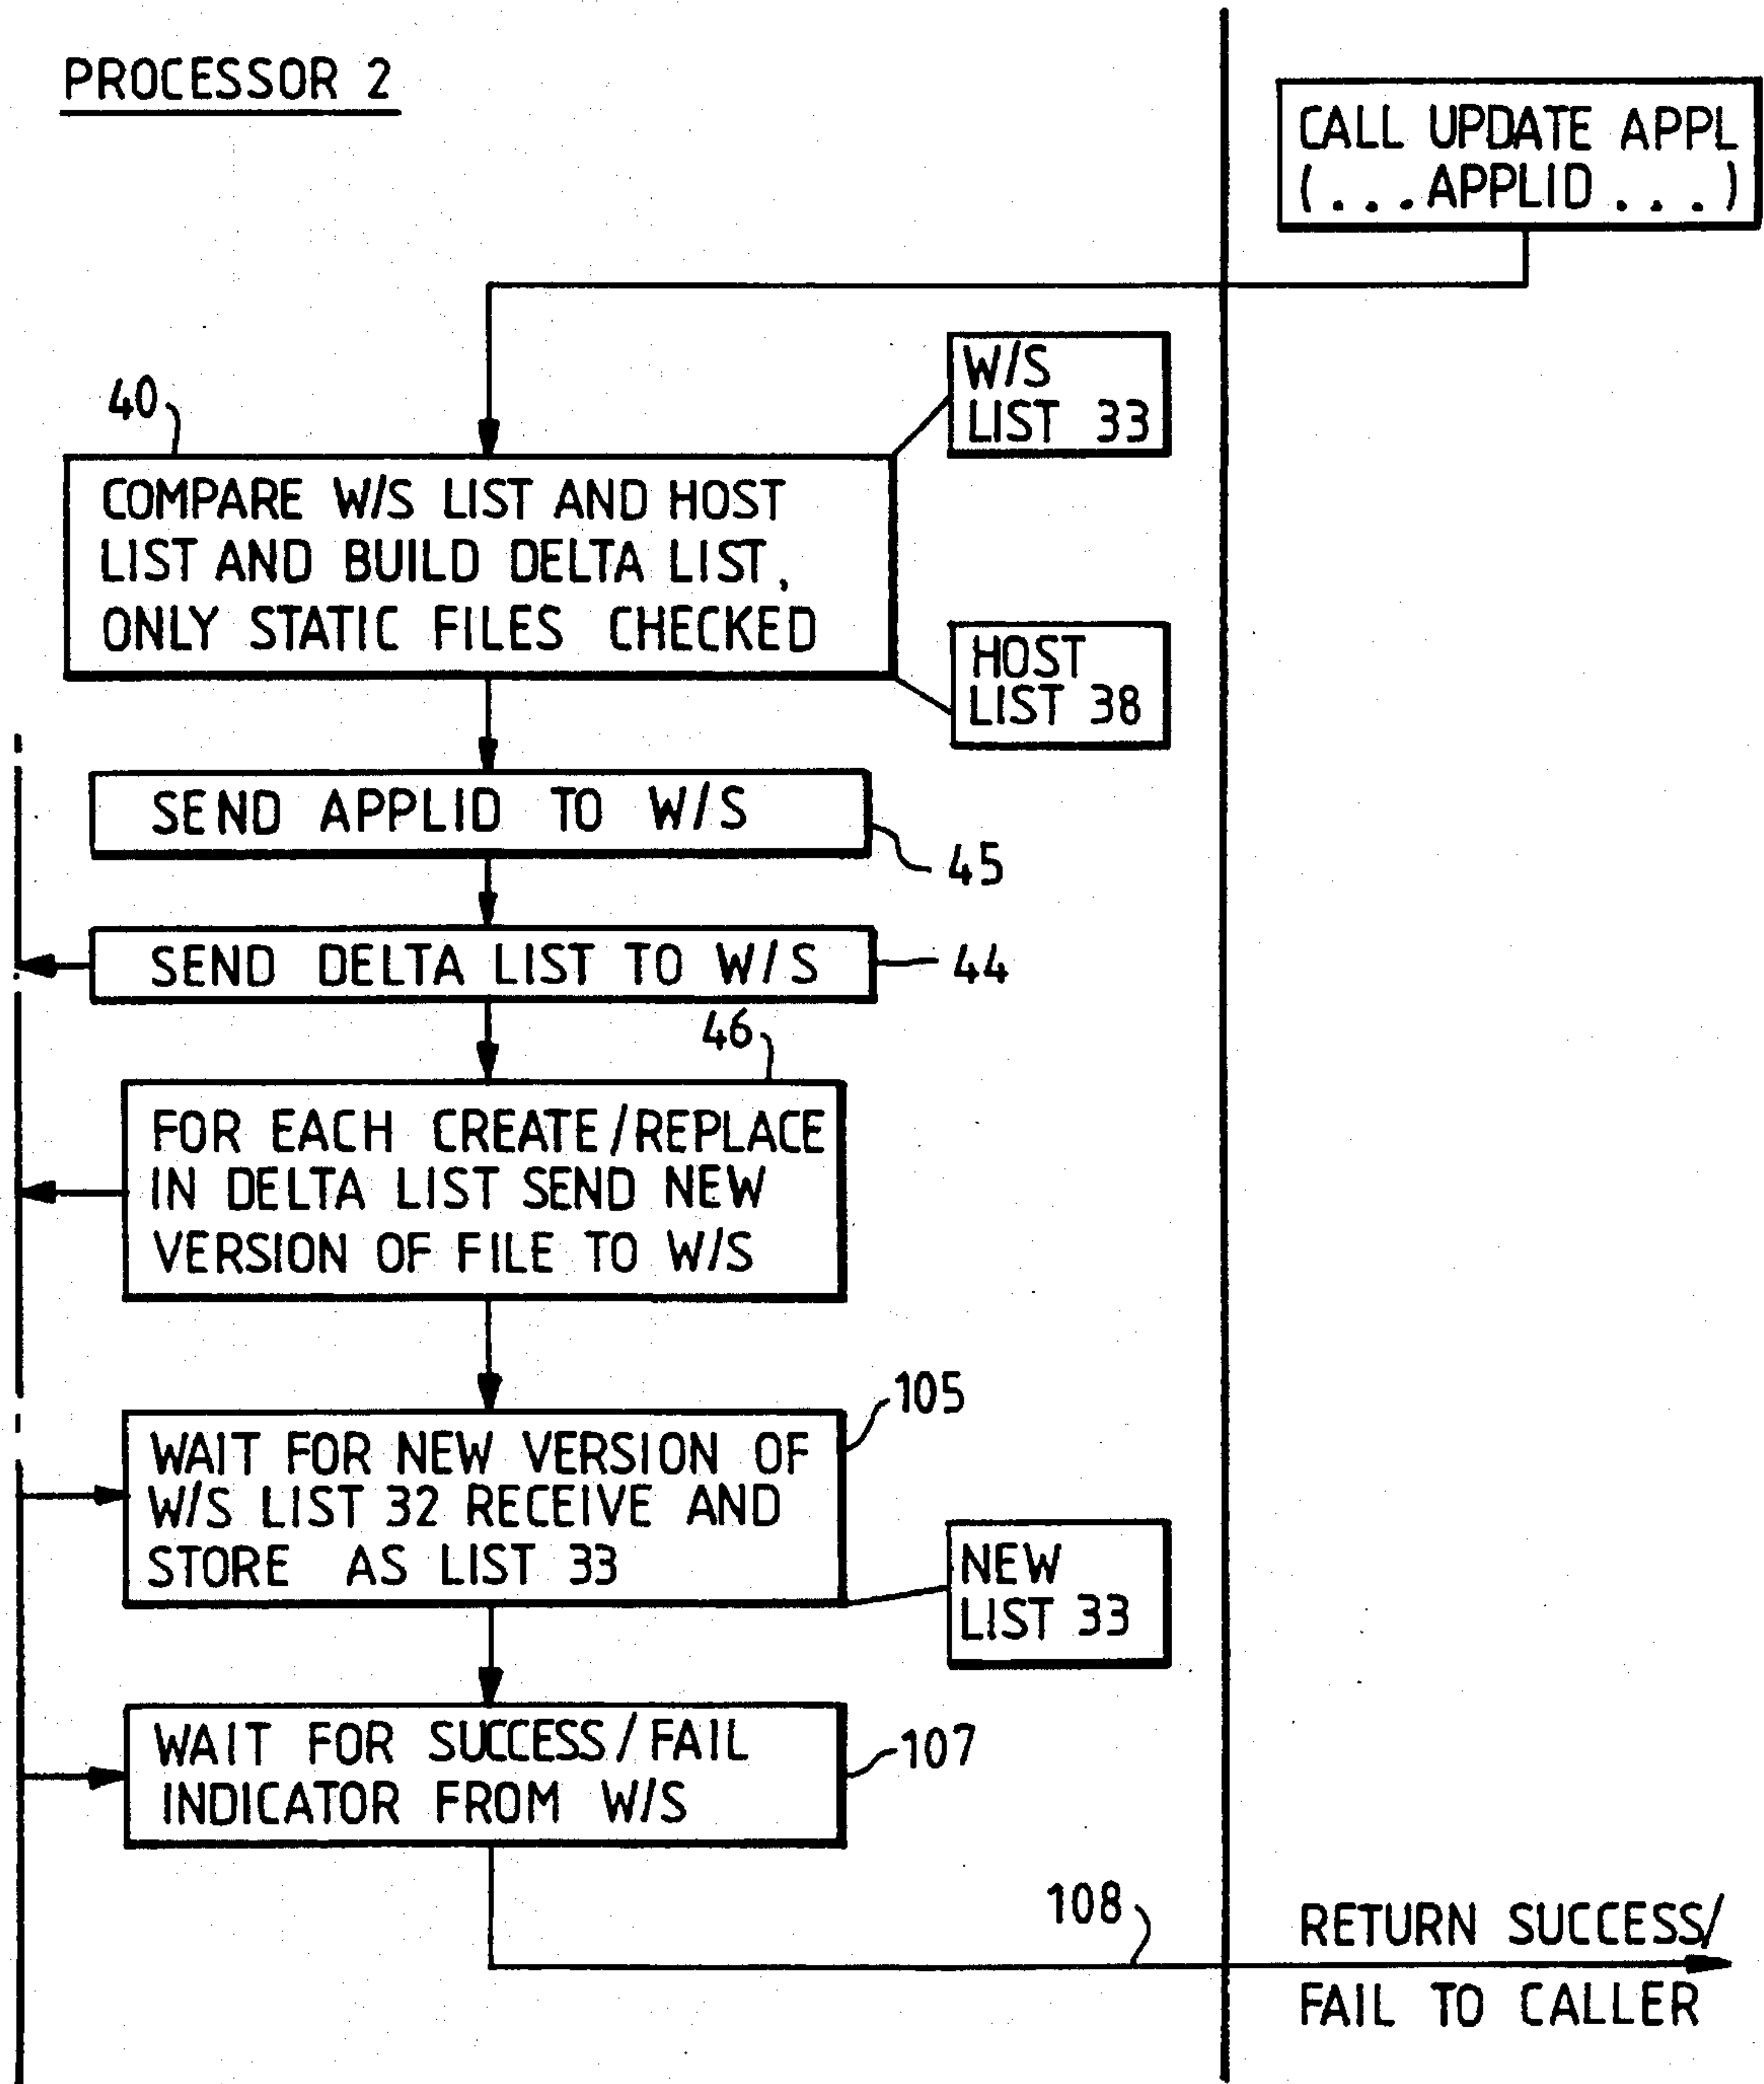 PROCESSOR 2
CALL UPDATE APPL
(...APPLID...)
W/S
LIST 33
40
COMPARE W/S LIST AND HOST
LIST AND BUILD DELTA LIST,
ONLY STATIC FILES CHECKED
HOST
LIST 38
SEND APPLID TO W/S
45
SEND DELTA LIST TO W/S
44
46
FOR EACH CREATE/REPLACE
IN DELTA LIST SEND NEW
VERSION OF FILE TO W/S
105
WAIT FOR NEW VERSION OF
W/S LIST 32 RECEIVE AND
STORE AS LIST 33
NEW
LIST 33
WAIT FOR SUCCESS/FAIL
INDICATOR FROM W/S
107
108
RETURN SUCCESS/
FAIL TO CALLER